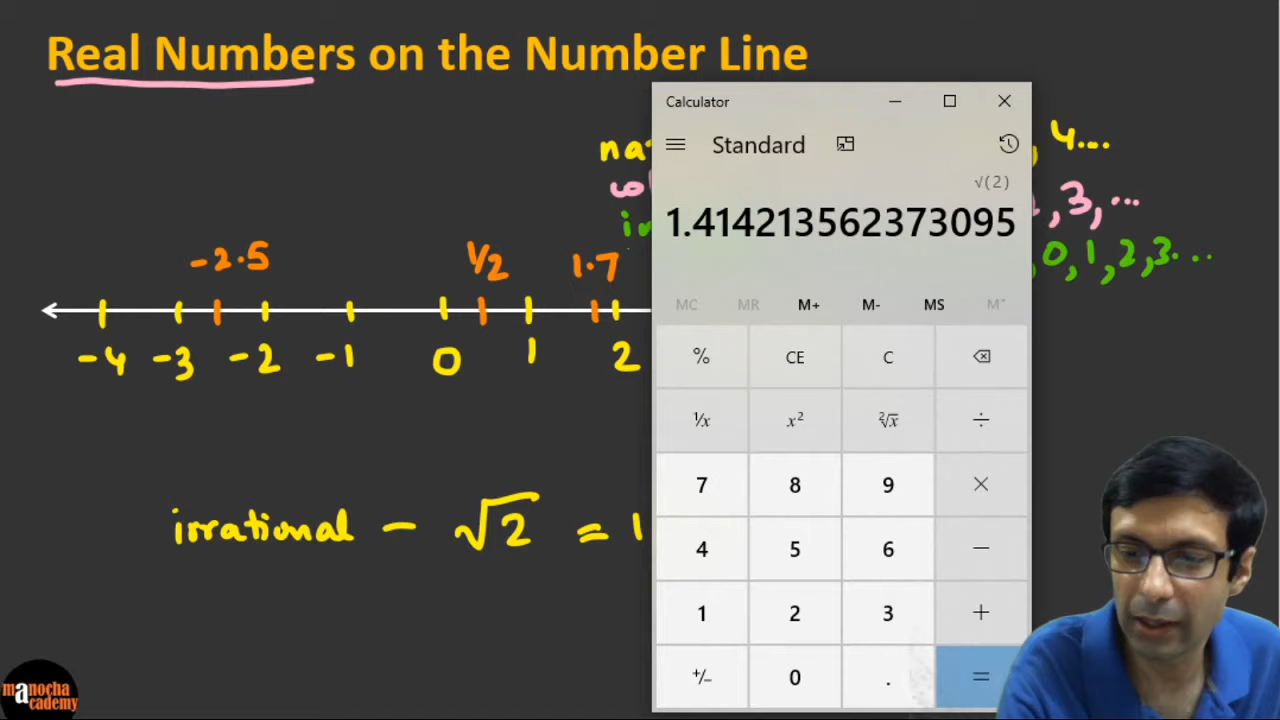 Real Numbers on the Number Line
Calculator
Standard
√(2)
1.414213562373095
4...
3, ...
0, 1, 2, 3...
-2.5 1/2 1.7
-4 -3 -2 -1 0 1 2
MC MR M+ M- MS M˅
% CE C
1/x x² ²√x ÷
7 8 9 ×
4 5 6 −
1 2 3 +
+/− 0 . =
irrational - √2 = 1
manocha
academy